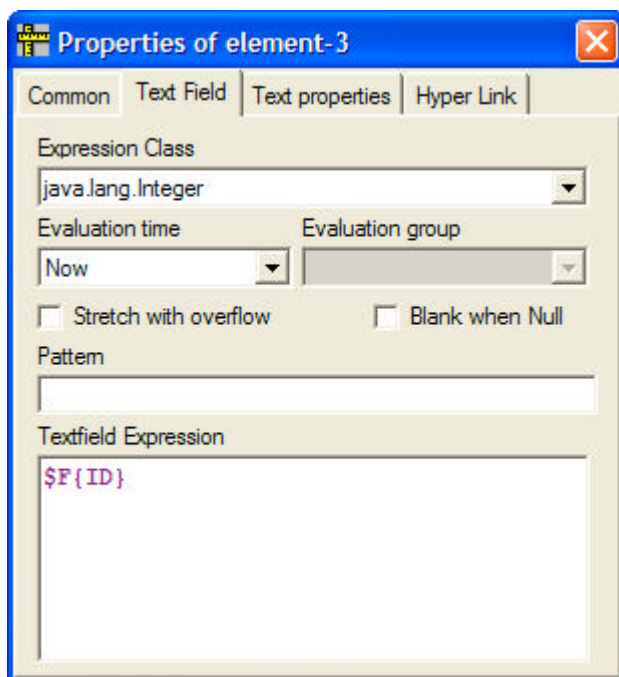 Properties of element-3
Common Text Field Text properties Hyper Link
Expression Class
java.lang.Integer
Evaluation time Evaluation group
Now
Stretch with overflow Blank when Null
Pattern
Textfield Expression
$F{ID}